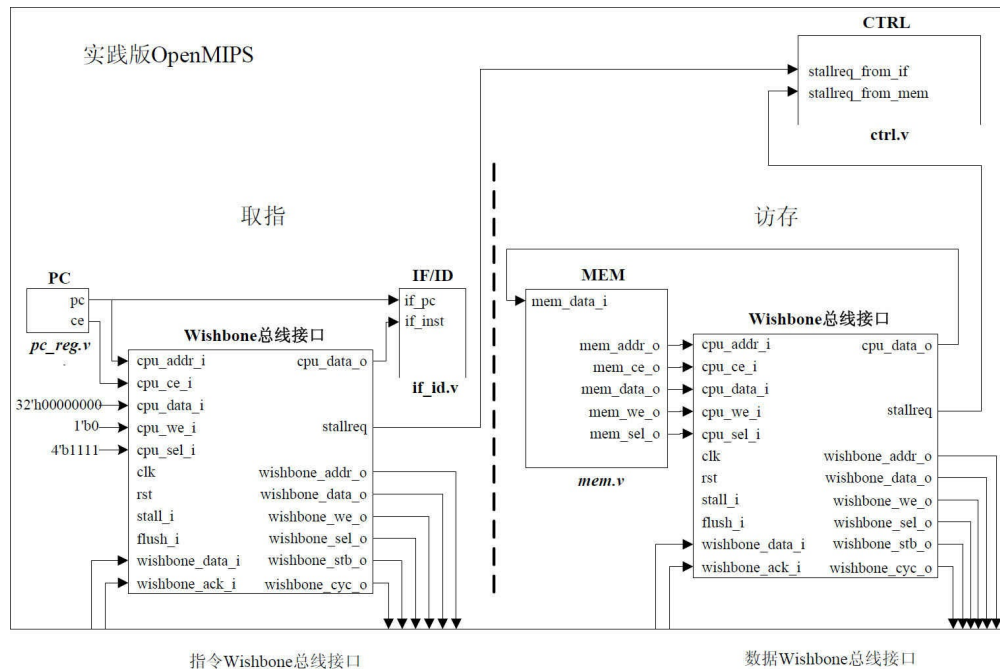 实践版OpenMIPS
CTRL
stallreq_from_if
stallreq_from_mem
ctrl.v
取指
访存
PC
pc
ce
pc_reg.v
IF/ID
if_pc
if_inst
if_id.v
Wishbone总线接口
cpu_addr_i
cpu_ce_i
cpu_data_i
cpu_we_i
cpu_sel_i
clk
rst
stall_i
flush_i
wishbone_data_i
wishbone_ack_i
cpu_data_o
stallreq
wishbone_addr_o
wishbone_data_o
wishbone_we_o
wishbone_sel_o
wishbone_stb_o
wishbone_cyc_o
32'h00000000
1'b0
4'b1111
MEM
mem_data_i
mem_addr_o
mem_ce_o
mem_data_o
mem_we_o
mem_sel_o
mem.v
Wishbone总线接口
cpu_addr_i
cpu_ce_i
cpu_data_i
cpu_we_i
cpu_sel_i
clk
rst
stall_i
flush_i
wishbone_data_i
wishbone_ack_i
cpu_data_o
stallreq
wishbone_addr_o
wishbone_data_o
wishbone_we_o
wishbone_sel_o
wishbone_stb_o
wishbone_cyc_o
指令Wishbone总线接口
数据Wishbone总线接口